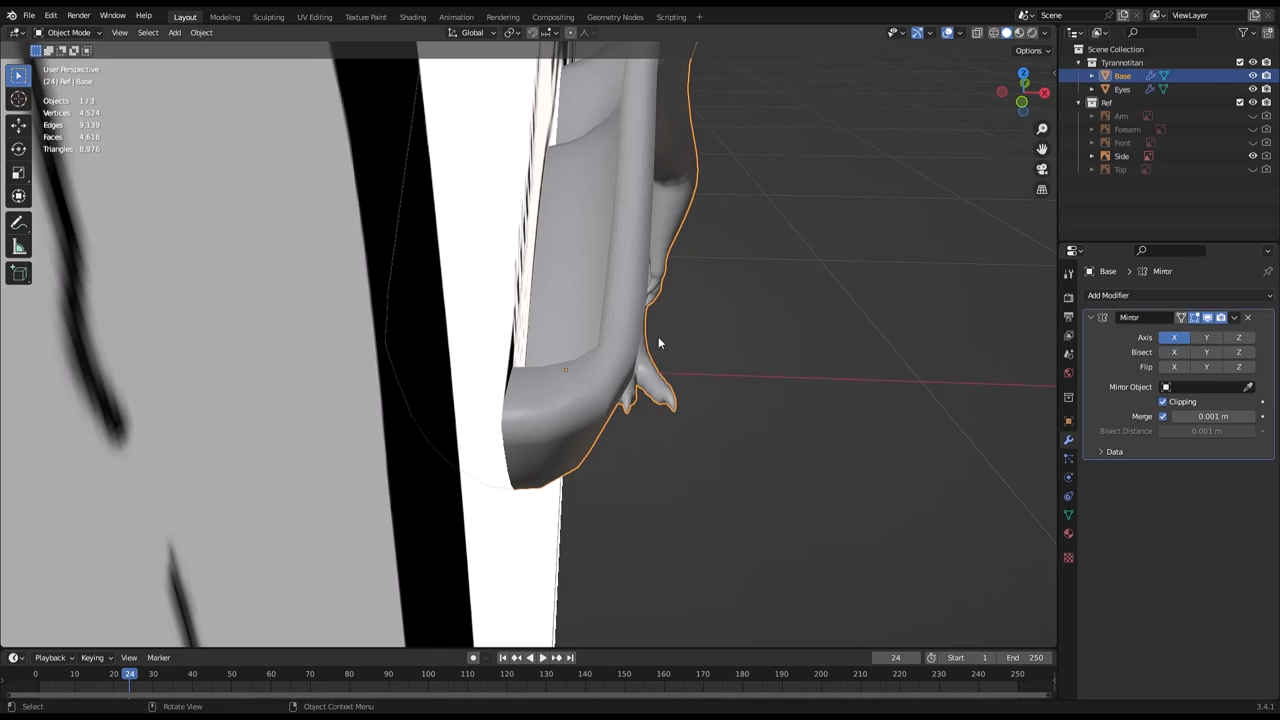 File Edit Render Window Help Layout Modeling Sculpting UV Editing Texture Paint Shading Animation Rendering Compositing Geometry Nodes Scripting + Scene ViewLayer
Object Mode View Select Add Object Global Options
User Perspective
(24) Ref | Base
Objects 1 / 3
Vertices 4,524
Edges 9,139
Faces 4,618
Triangles 8,976
Z
Y
X
Scene Collection
Tyrannotitan
Base
Eyes
Ref
Arm
Forearm
Front
Side
Top
Base > Mirror
Add Modifier
Mirror
Axis X Y Z
Bisect X Y Z
Flip X Y Z
Mirror Object
Clipping
Merge 0.001 m
Bisect Distance 0.001 m
Data
Playback Keying View Marker 24 Start 1 End 250
0 10 20 24 30 40 50 60 70 80 90 100 110 120 130 140 150 160 170 180 190 200 210 220 230 240 250
Select Rotate View Object Context Menu 3.4.1